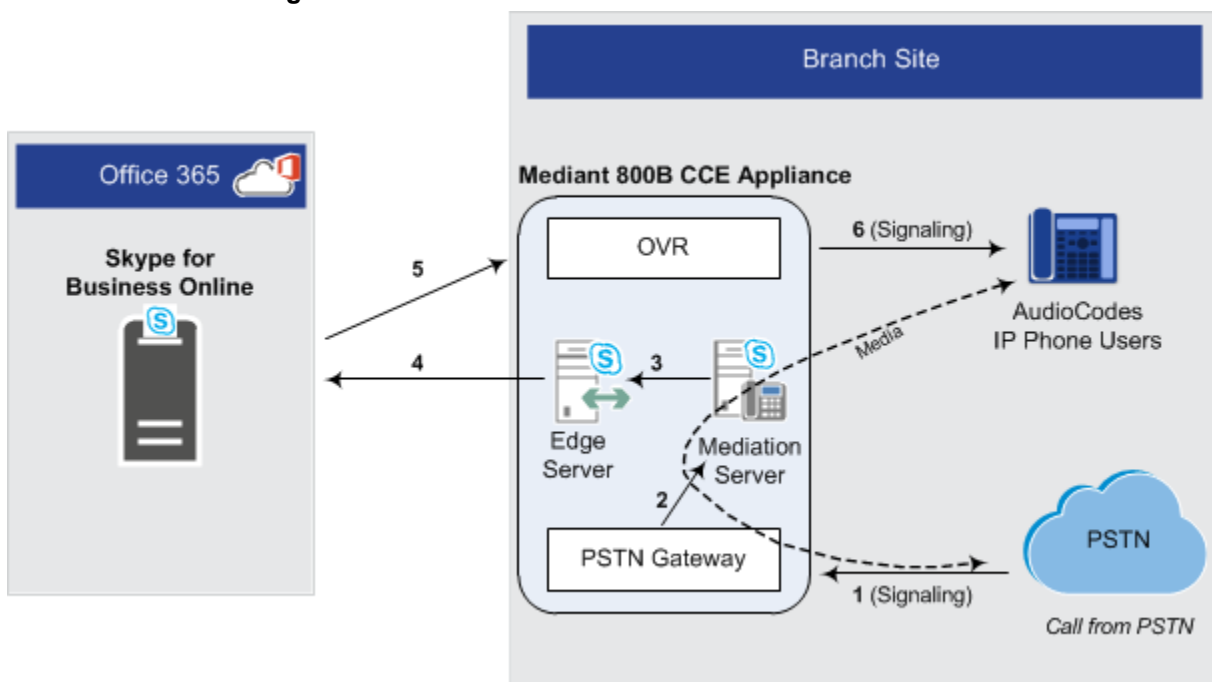 Branch Site
Office 365
Skype for
Business Online
Mediant 800B CCE Appliance
OVR
5
6 (Signaling)
AudioCodes
IP Phone Users
Media
4
3
S
S
S
Edge
Server
Mediation
Server
2
PSTN Gateway
PSTN
1 (Signaling)
Call from PSTN